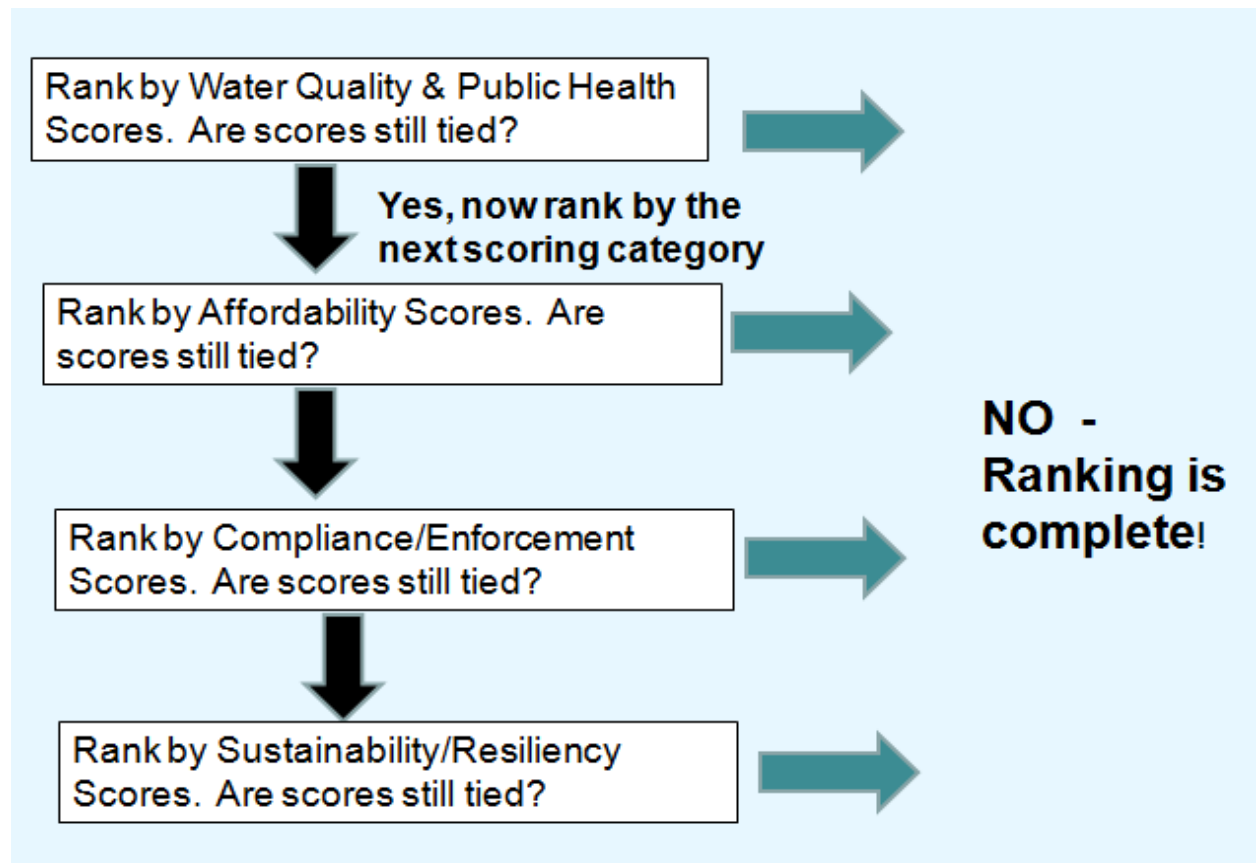 Rank by Water Quality & Public Health
Scores. Are scores still tied?
Yes, now rank by the
next scoring category
Rank by Affordability Scores. Are
scores still tied?
NO -
Ranking is
complete!
Rank by Compliance/Enforcement
Scores. Are scores still tied?
Rank by Sustainability/Resiliency
Scores. Are scores still tied?